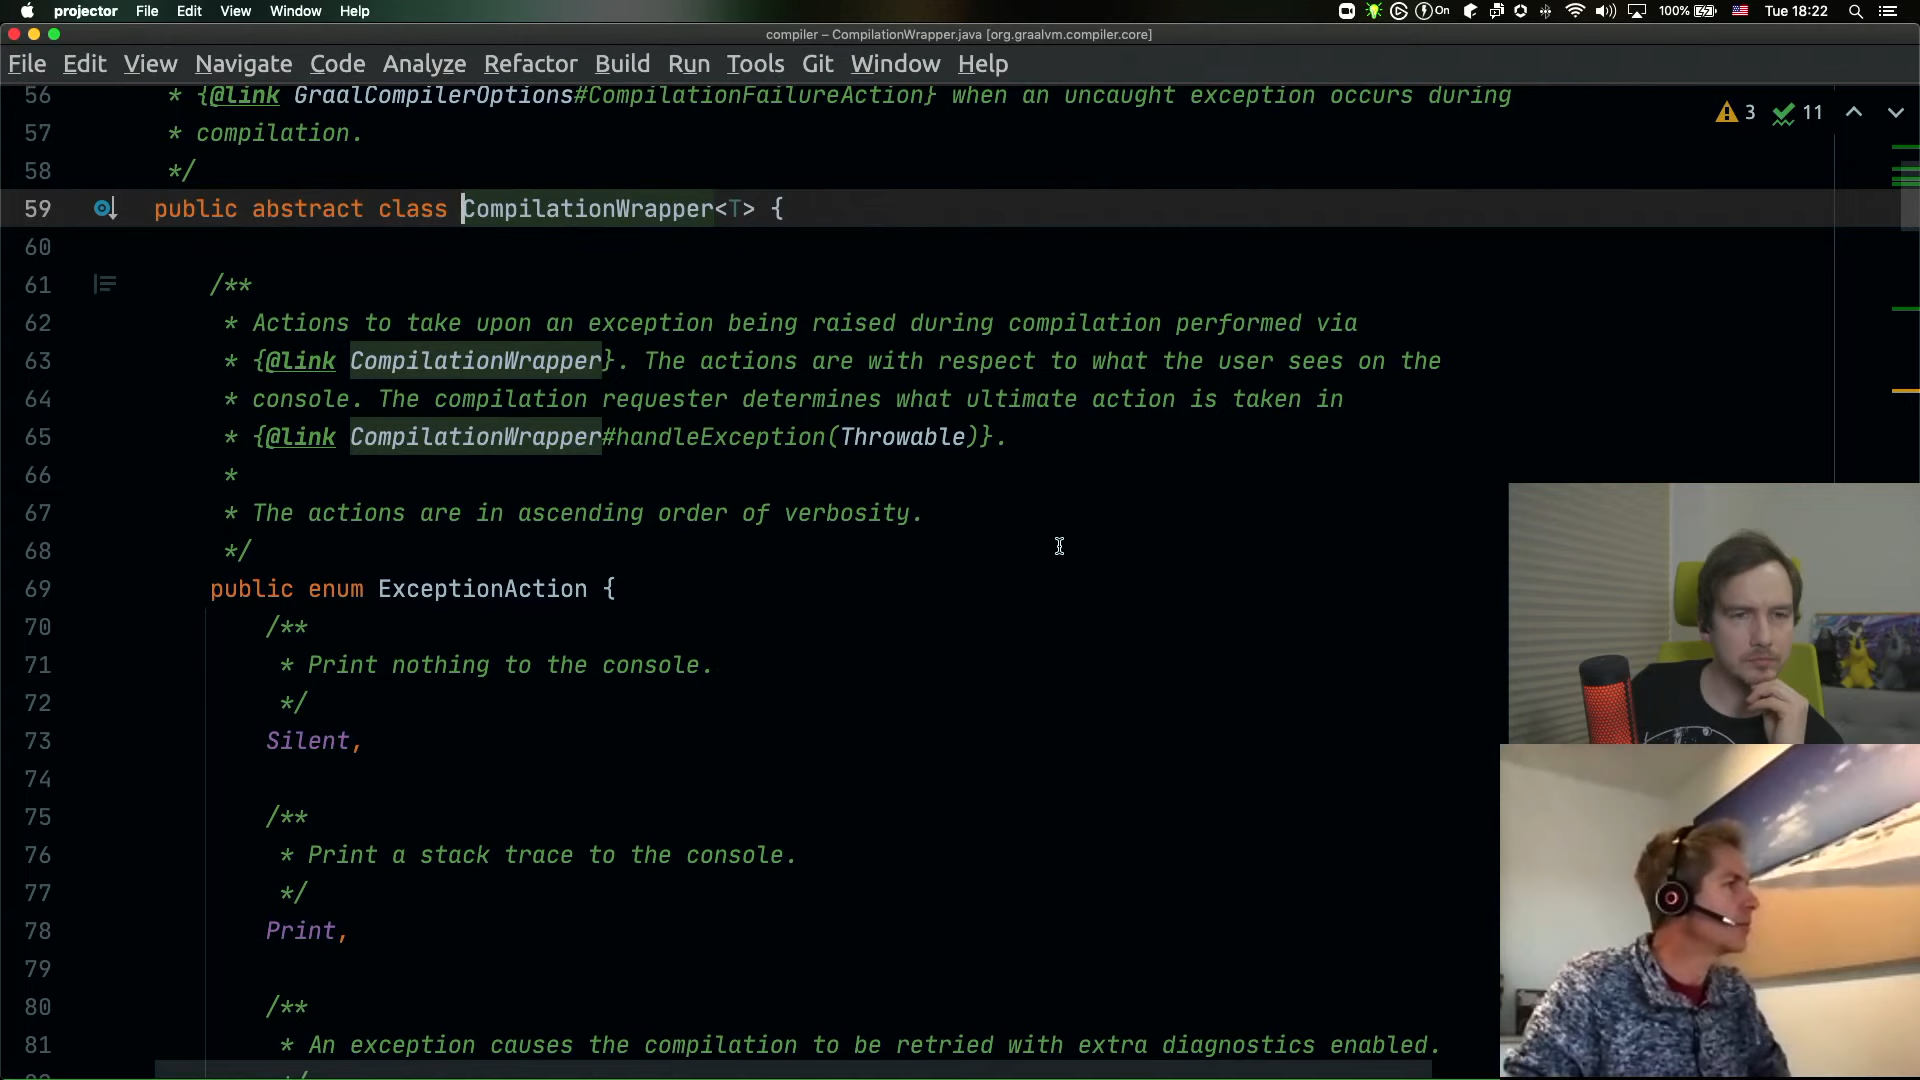 projector File Edit View Window Help On 100% Tue 18:22
compiler – CompilationWrapper.java [org.graalvm.compiler.core]
File Edit View Navigate Code Analyze Refactor Build Run Tools Git Window Help
56 * {@link GraalCompilerOptions#CompilationFailureAction} when an uncaught exception occurs during
3 11
57 * compilation.
58 */
59 public abstract class CompilationWrapper<T> {
60
61 /**
62 * Actions to take upon an exception being raised during compilation performed via
63 * {@link CompilationWrapper}. The actions are with respect to what the user sees on the
64 * console. The compilation requester determines what ultimate action is taken in
65 * {@link CompilationWrapper#handleException(Throwable)}.
66 *
67 * The actions are in ascending order of verbosity.
68 */
69 public enum ExceptionAction {
70 /**
71 * Print nothing to the console.
72 */
73 Silent,
74
75 /**
76 * Print a stack trace to the console.
77 */
78 Print,
79
80 /**
81 * An exception causes the compilation to be retried with extra diagnostics enabled.